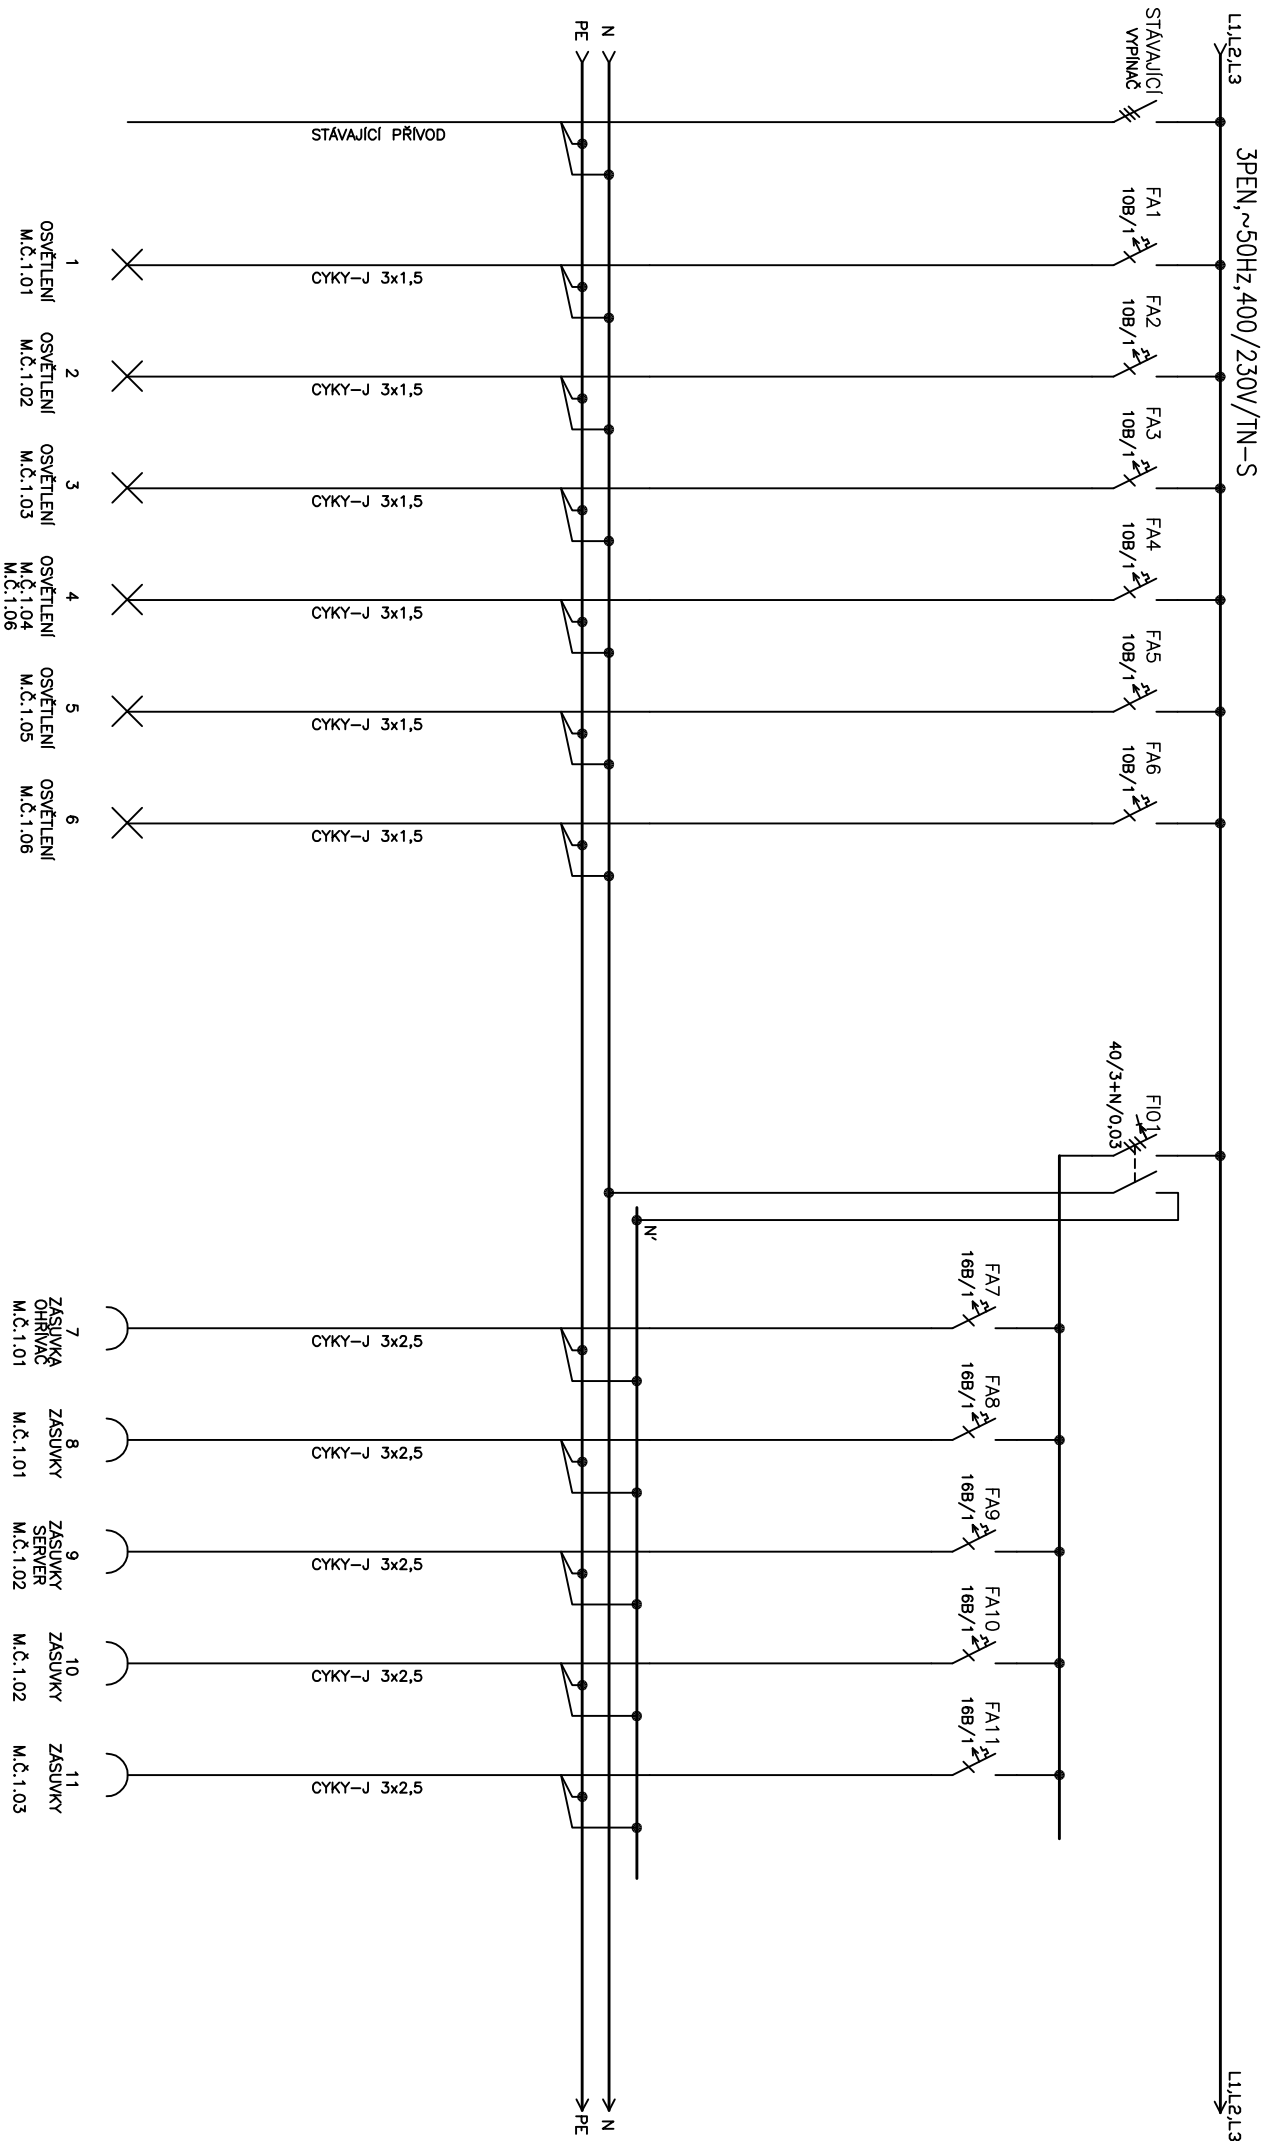 L1,L2,L3
3PEN,~50Hz,400/230V/TN-S
L1,L2,L3
STÁVAJÍCÍ
VYPÍNAČ
FA1
10B/1
FA2
10B/1
FA3
10B/1
FA4
10B/1
FA5
10B/1
FA6
10B/1
FI01
40/3+N/0,03
FA7
16B/1
FA8
16B/1
FA9
16B/1
FA10
16B/1
FA11
16B/1
N'
N
N
PE
PE
STÁVAJÍCÍ PŘÍVOD
CYKY-J 3x1,5
CYKY-J 3x1,5
CYKY-J 3x1,5
CYKY-J 3x1,5
CYKY-J 3x1,5
CYKY-J 3x1,5
CYKY-J 3x2,5
CYKY-J 3x2,5
CYKY-J 3x2,5
CYKY-J 3x2,5
CYKY-J 3x2,5
1
OSVĚTLENÍ
M.Č.1.01
2
OSVĚTLENÍ
M.Č.1.02
3
OSVĚTLENÍ
M.Č.1.03
4
OSVĚTLENÍ
M.Č.1.04
M.Č.1.06
5
OSVĚTLENÍ
M.Č.1.05
6
OSVĚTLENÍ
M.Č.1.06
7
ZÁSUVKA
OHŘÍVAČ
M.Č.1.01
8
ZÁSUVKY
M.Č.1.01
9
ZÁSUVKY
SERVER
M.Č.1.02
10
ZÁSUVKY
M.Č.1.02
11
ZÁSUVKY
M.Č.1.03